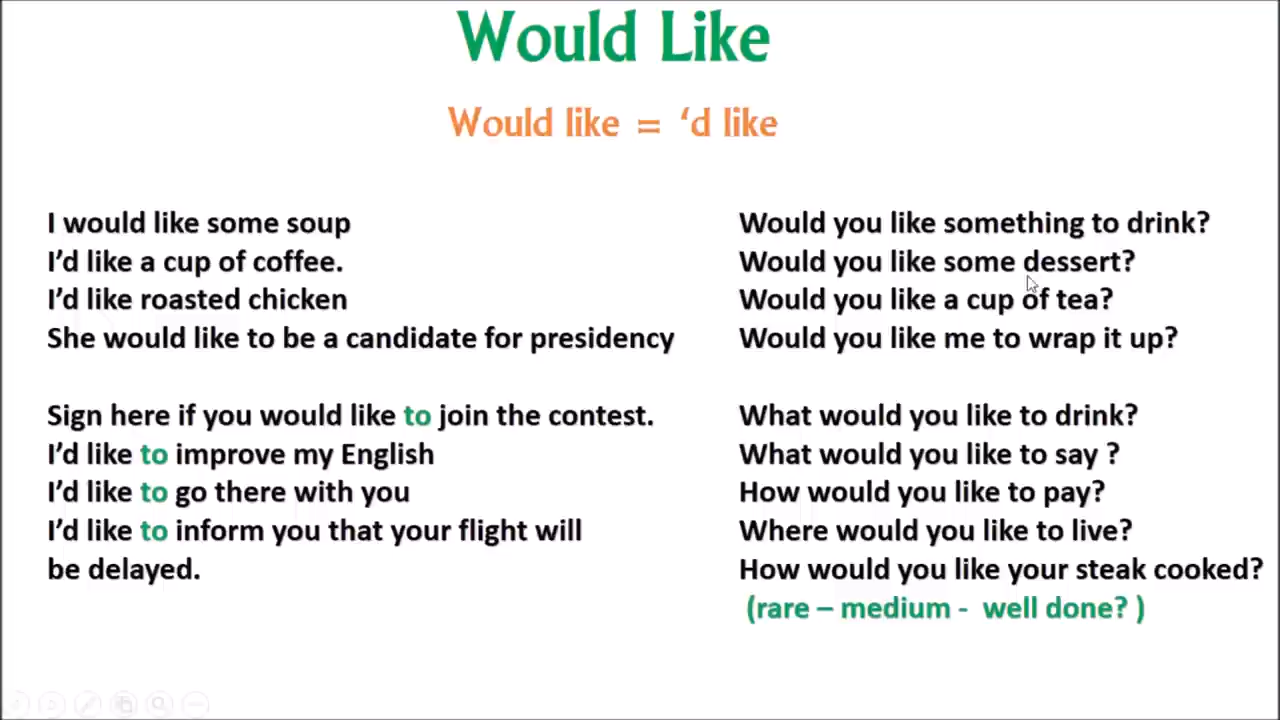 Would Like
Would like = ‘d like
I would like some soup
I’d like a cup of coffee.
I’d like roasted chicken
She would like to be a candidate for presidency
Sign here if you would like to join the contest.
I’d like to improve my English
I’d like to go there with you
I’d like to inform you that your flight will
be delayed.
Would you like something to drink?
Would you like some dessert?
Would you like a cup of tea?
Would you like me to wrap it up?
What would you like to drink?
What would you like to say ?
How would you like to pay?
Where would you like to live?
How would you like your steak cooked?
(rare – medium - well done? )